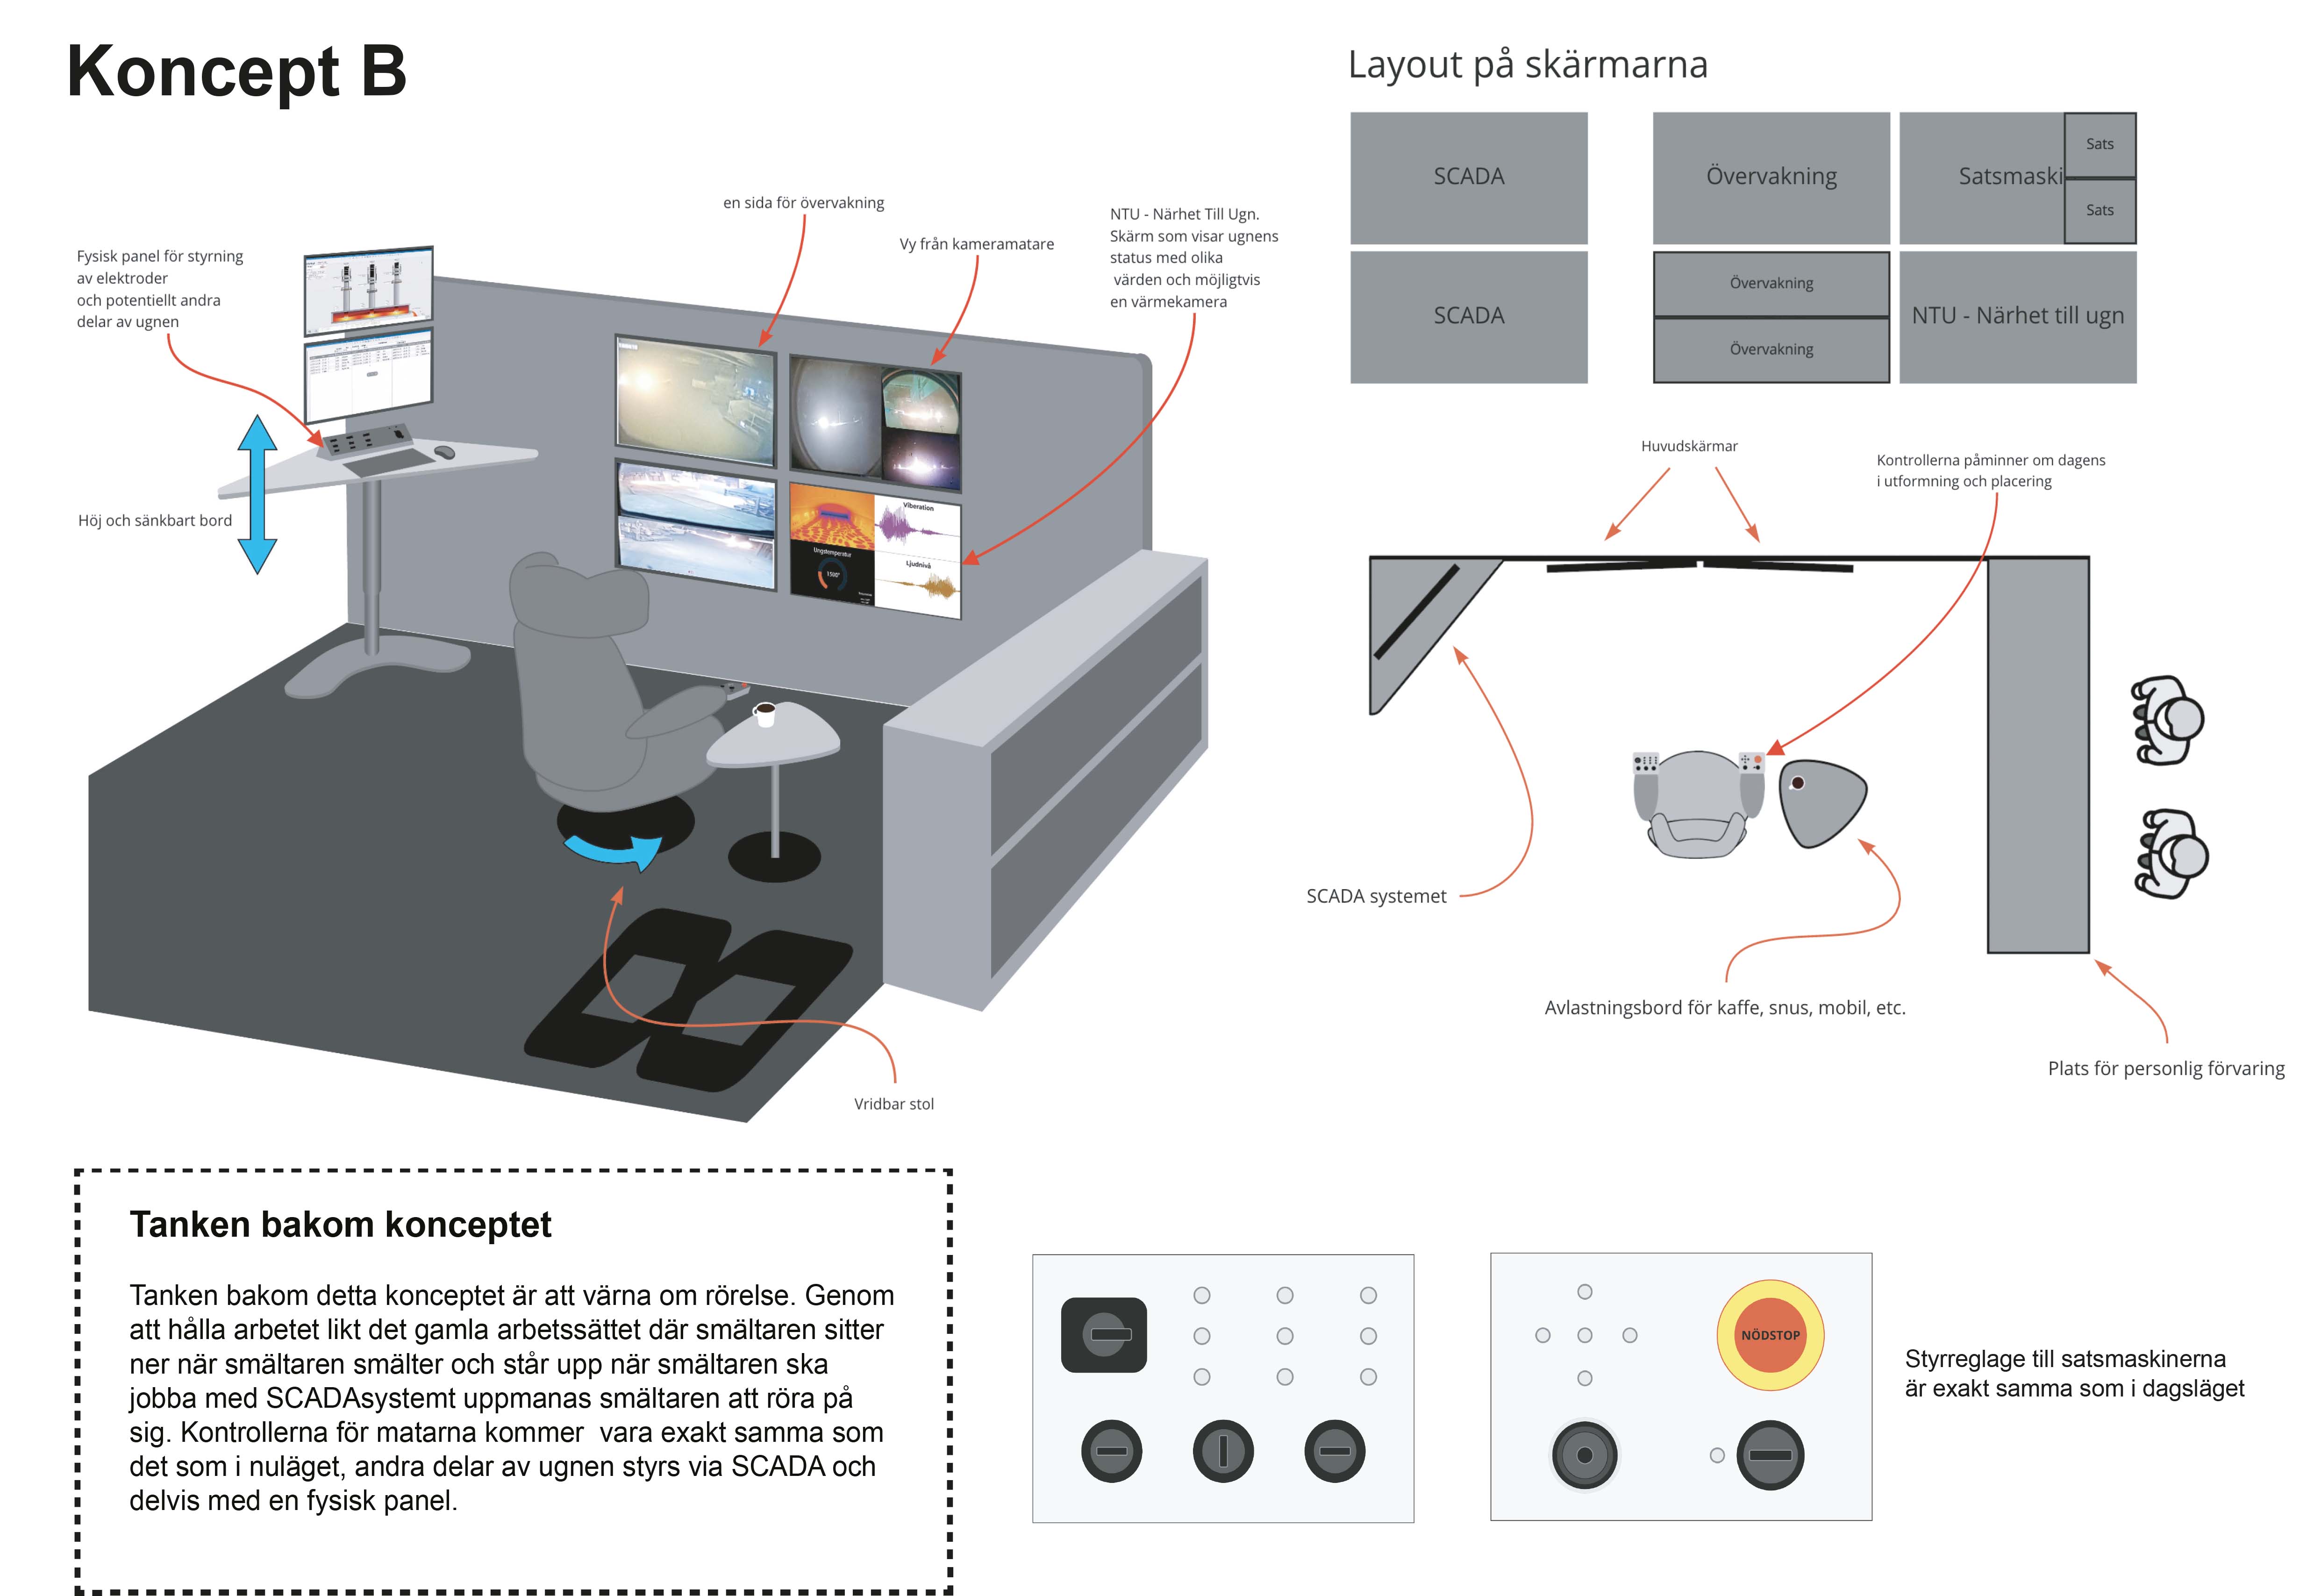 Koncept B
Layout på skärmarna
SCADA
Övervakning
Satsmaski
Sats
Sats
SCADA
Övervakning
Övervakning
NTU - Närhet till ugn
en sida för övervakning
Vy från kameramatare
NTU - Närhet Till Ugn.
Skärm som visar ugnens
status med olika
värden och möjligtvis
en värmekamera
Fysisk panel för styrning
av elektroder
och potentiellt andra
delar av ugnen
Höj och sänkbart bord
Viberation
Ungstemperatur
1500°
Ljudnivå
Vridbar stol
Huvudskärmar
Kontrollerna påminner om dagens
i utformning och placering
SCADA systemet
Avlastningsbord för kaffe, snus, mobil, etc.
Plats för personlig förvaring
Tanken bakom konceptet
Tanken bakom detta konceptet är att värna om rörelse. Genom
att hålla arbetet likt det gamla arbetssättet där smältaren sitter
ner när smältaren smälter och står upp när smältaren ska
jobba med SCADAsystemt uppmanas smältaren att röra på
sig. Kontrollerna för matarna kommer  vara exakt samma som
det som i nuläget, andra delar av ugnen styrs via SCADA och
delvis med en fysisk panel.
NÖDSTOP
Styrreglage till satsmaskinerna
är exakt samma som i dagsläget